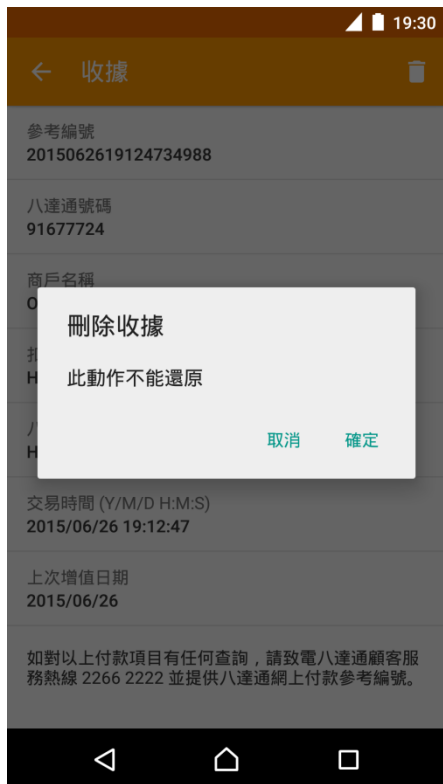 19:30
收據
參考編號
2015062619124734988
八達通號碼
91677724
商戶名稱
刪除收據
此動作不能還原
取消
確定
交易時間 (Y/M/D H:M:S)
2015/06/26 19:12:47
上次增值日期
2015/06/26
如對以上付款項目有任何查詢，請致電八達通顧客服
務熱線 2266 2222 並提供八達通網上付款參考編號。